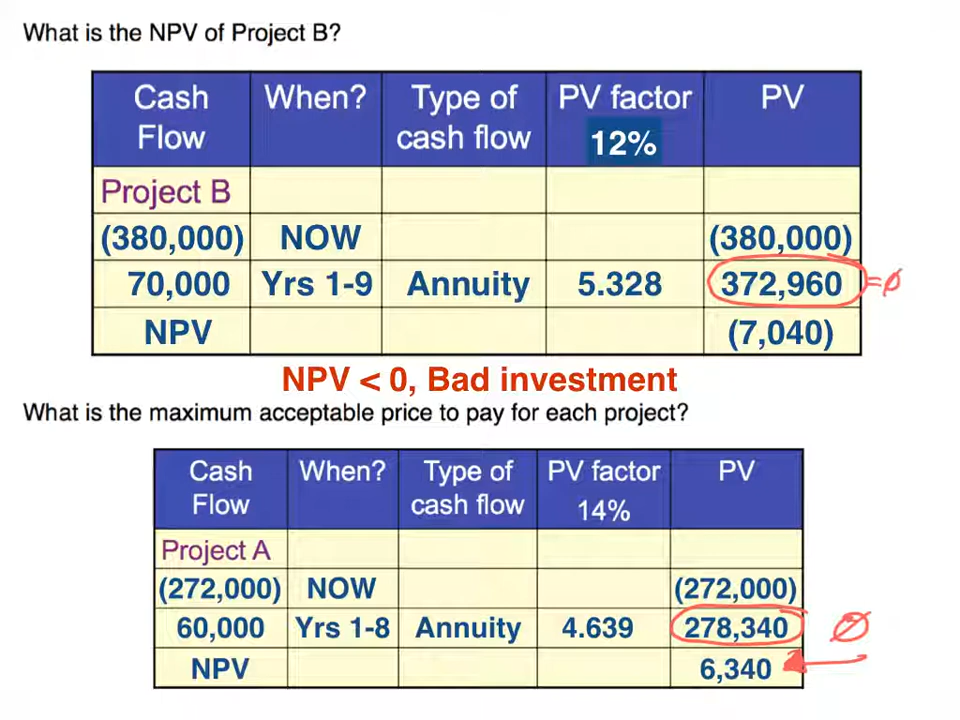 What is the NPV of Project B?
Cash Flow When? Type of cash flow PV factor 12% PV
Project B
(380,000) NOW (380,000)
70,000 Yrs 1-9 Annuity 5.328 372,960 =0
NPV (7,040)
NPV < 0, Bad investment
What is the maximum acceptable price to pay for each project?
Cash Flow When? Type of cash flow PV factor 14% PV
Project A
(272,000) NOW (272,000)
60,000 Yrs 1-8 Annuity 4.639 278,340 0
NPV 6,340